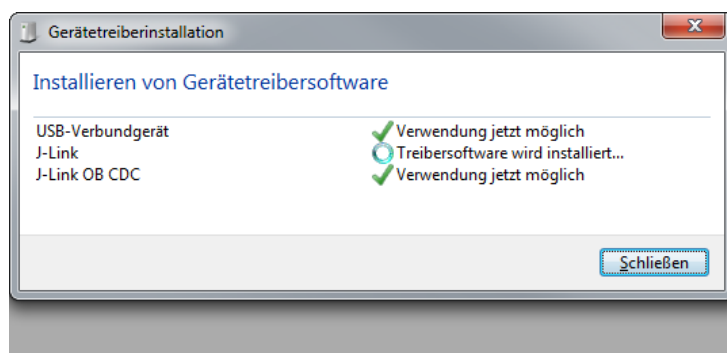 Gerätetreiberinstallation
Installieren von Gerätetreibersoftware
USB-Verbundgerät Verwendung jetzt möglich
J-Link Treibersoftware wird installiert...
J-Link OB CDC Verwendung jetzt möglich
Schließen